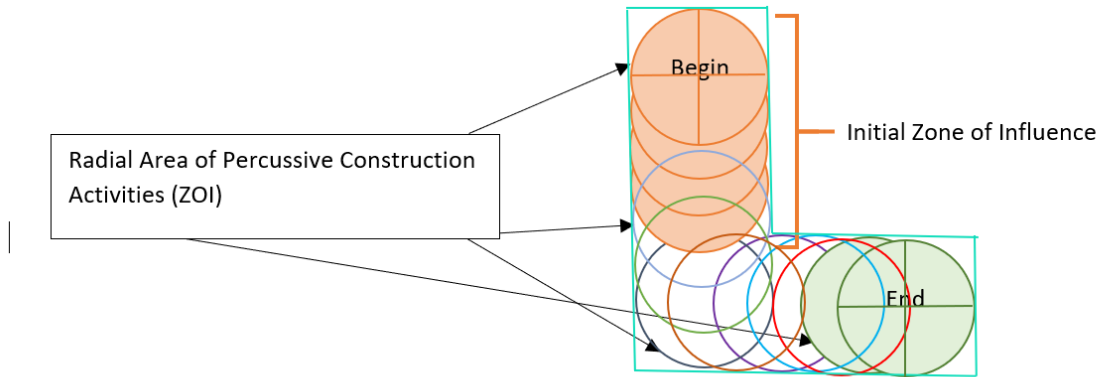 Begin
Initial Zone of Influence
Radial Area of Percussive Construction
Activities (ZOI)
End